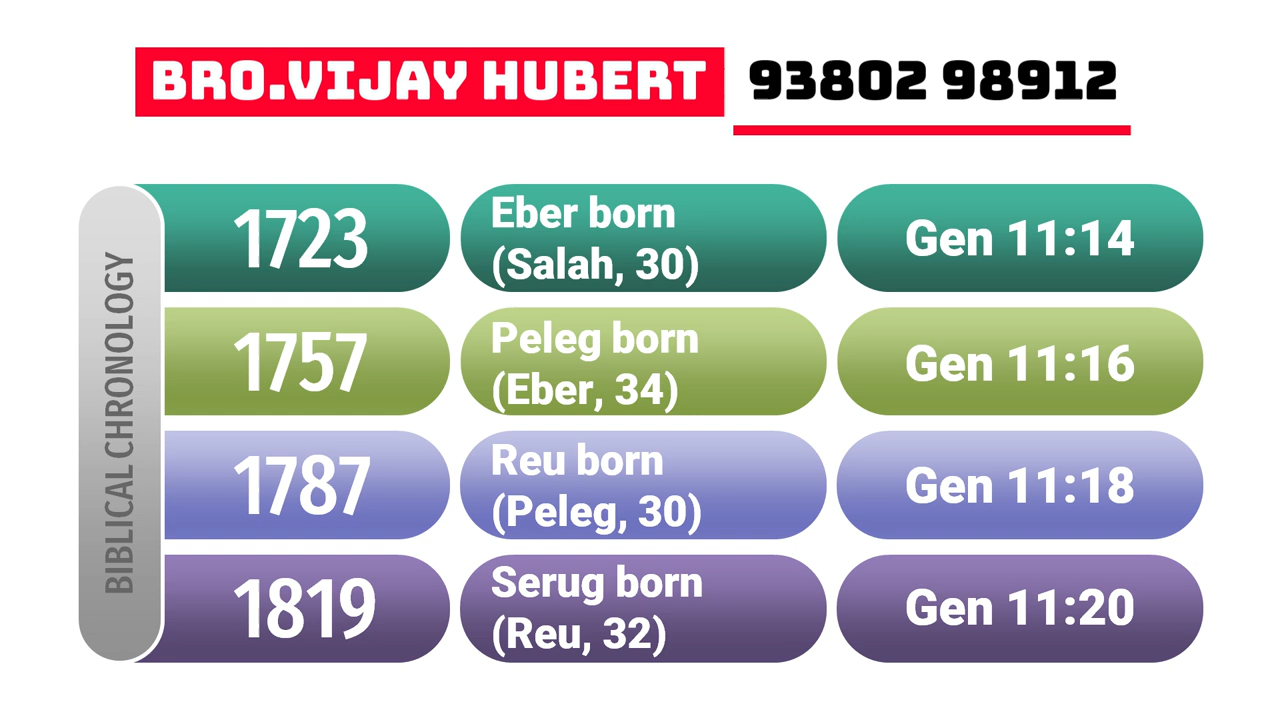 BRO.VIJAY HUBERT 93802 98912
BIBLICAL CHRONOLOGY
1723
Eber born
(Salah, 30)
Gen 11:14
1757
Peleg born
(Eber, 34)
Gen 11:16
1787
Reu born
(Peleg, 30)
Gen 11:18
1819
Serug born
(Reu, 32)
Gen 11:20